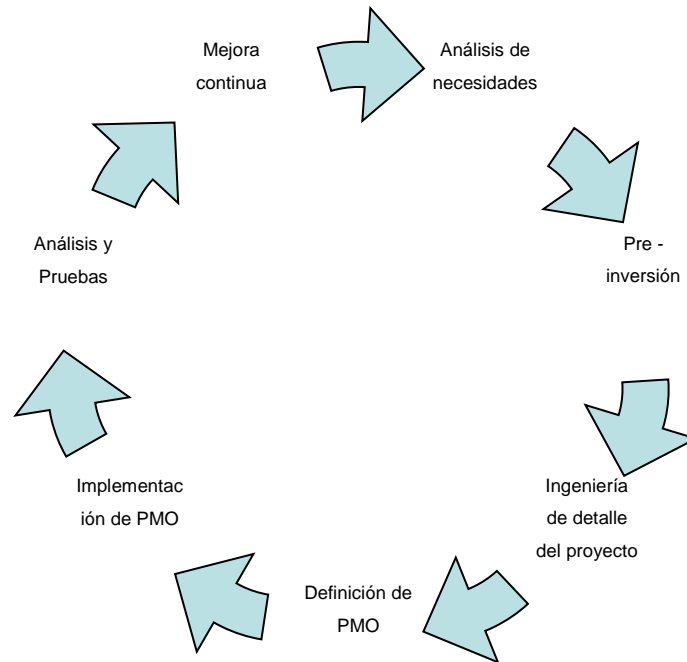 Mejora
continua
Análisis de
necesidades
Pre -
inversión
Ingeniería
de detalle
del proyecto
Definición de
PMO
Implementac
ión de PMO
Análisis y
Pruebas